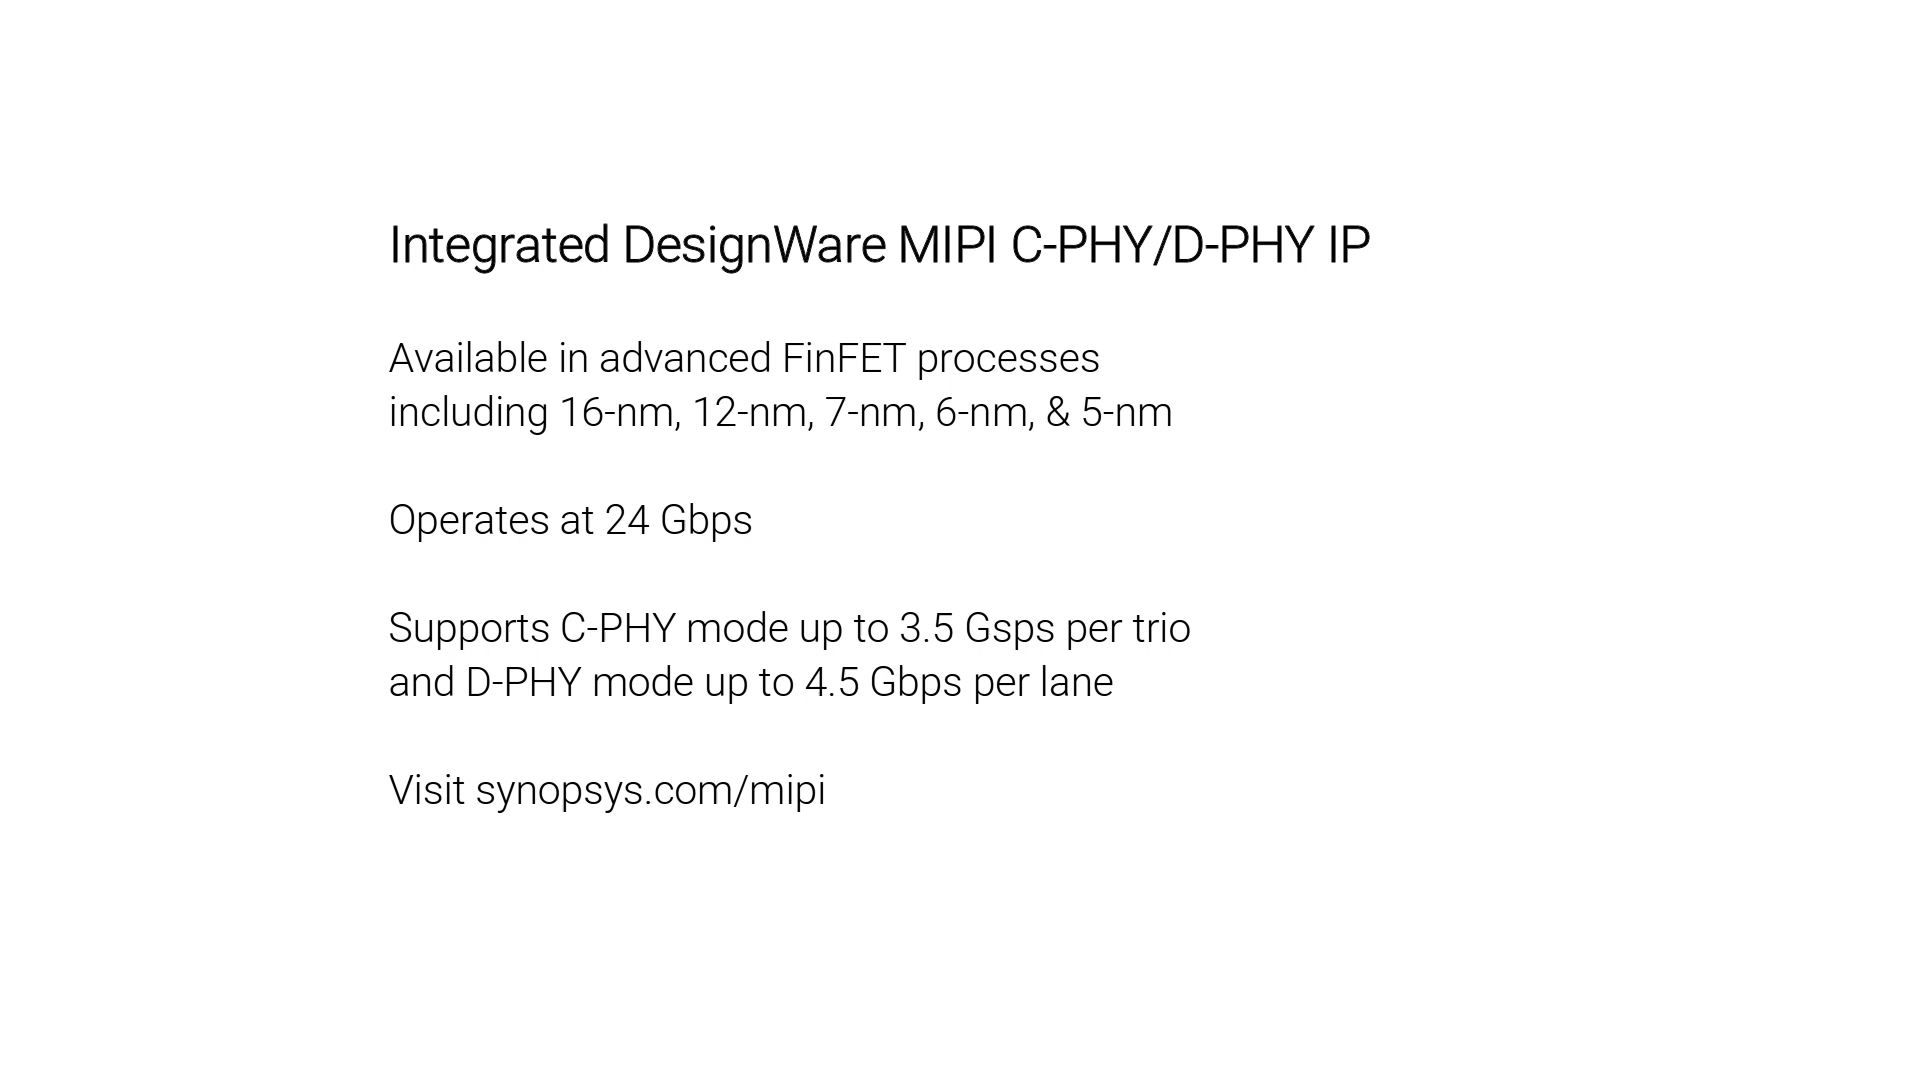 Integrated DesignWare MIPI C-PHY/D-PHY IP
Available in advanced FinFET processes
including 16-nm, 12-nm, 7-nm, 6-nm, & 5-nm
Operates at 24 Gbps
Supports C-PHY mode up to 3.5 Gsps per trio
and D-PHY mode up to 4.5 Gbps per lane
Visit synopsys.com/mipi